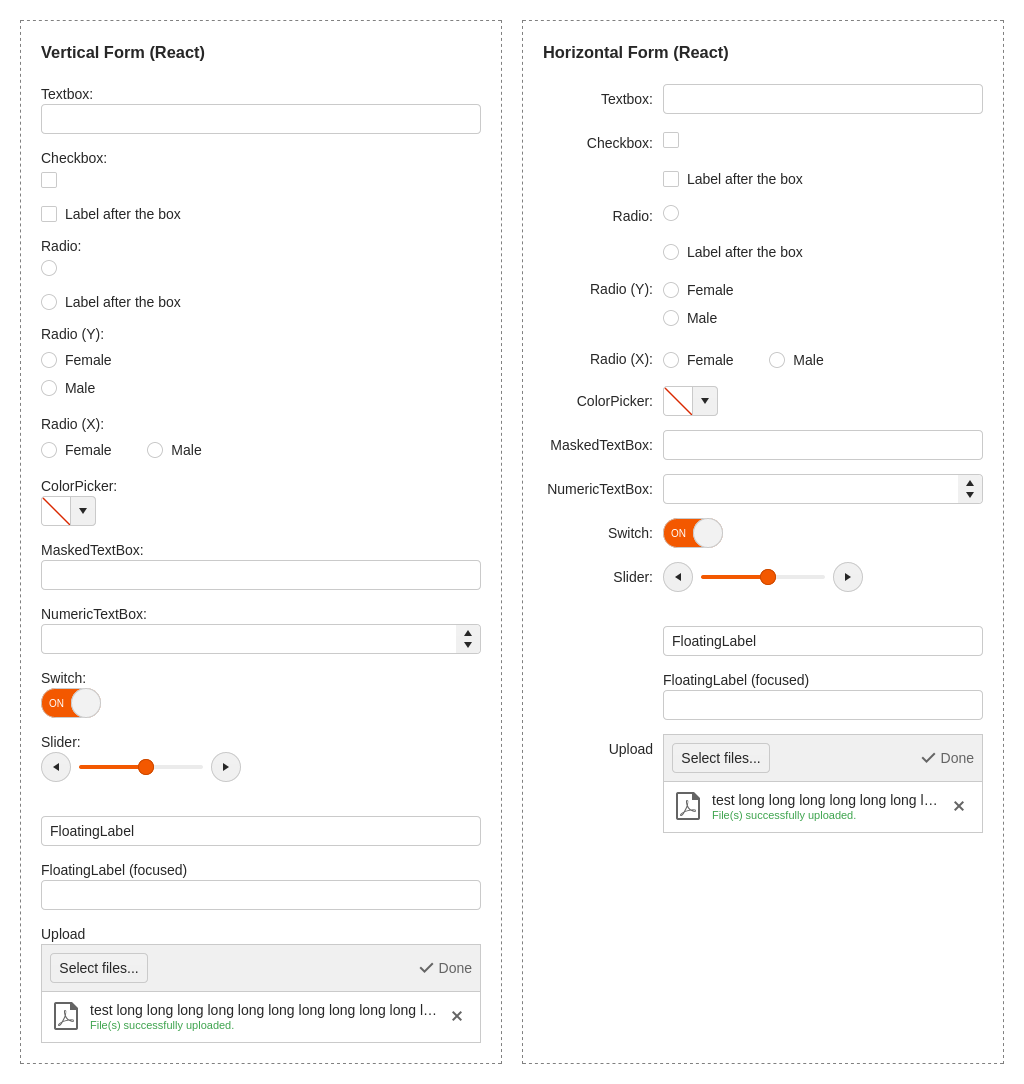 Vertical Form (React)
Textbox:
Checkbox:
Label after the box
Radio:
Label after the box
Radio (Y):
Female
Male
Radio (X):
Female Male
ColorPicker:
MaskedTextBox:
NumericTextBox:
Switch:
ON
Slider:
FloatingLabel
FloatingLabel (focused)
Upload
Select files... Done
test long long long long long long long long long long l...
File(s) successfully uploaded.
Horizontal Form (React)
Textbox:
Checkbox:
Label after the box
Radio:
Label after the box
Radio (Y): Female
Male
Radio (X): Female Male
ColorPicker:
MaskedTextBox:
NumericTextBox:
Switch: ON
Slider:
FloatingLabel
FloatingLabel (focused)
Upload Select files... Done
test long long long long long long l...
File(s) successfully uploaded.